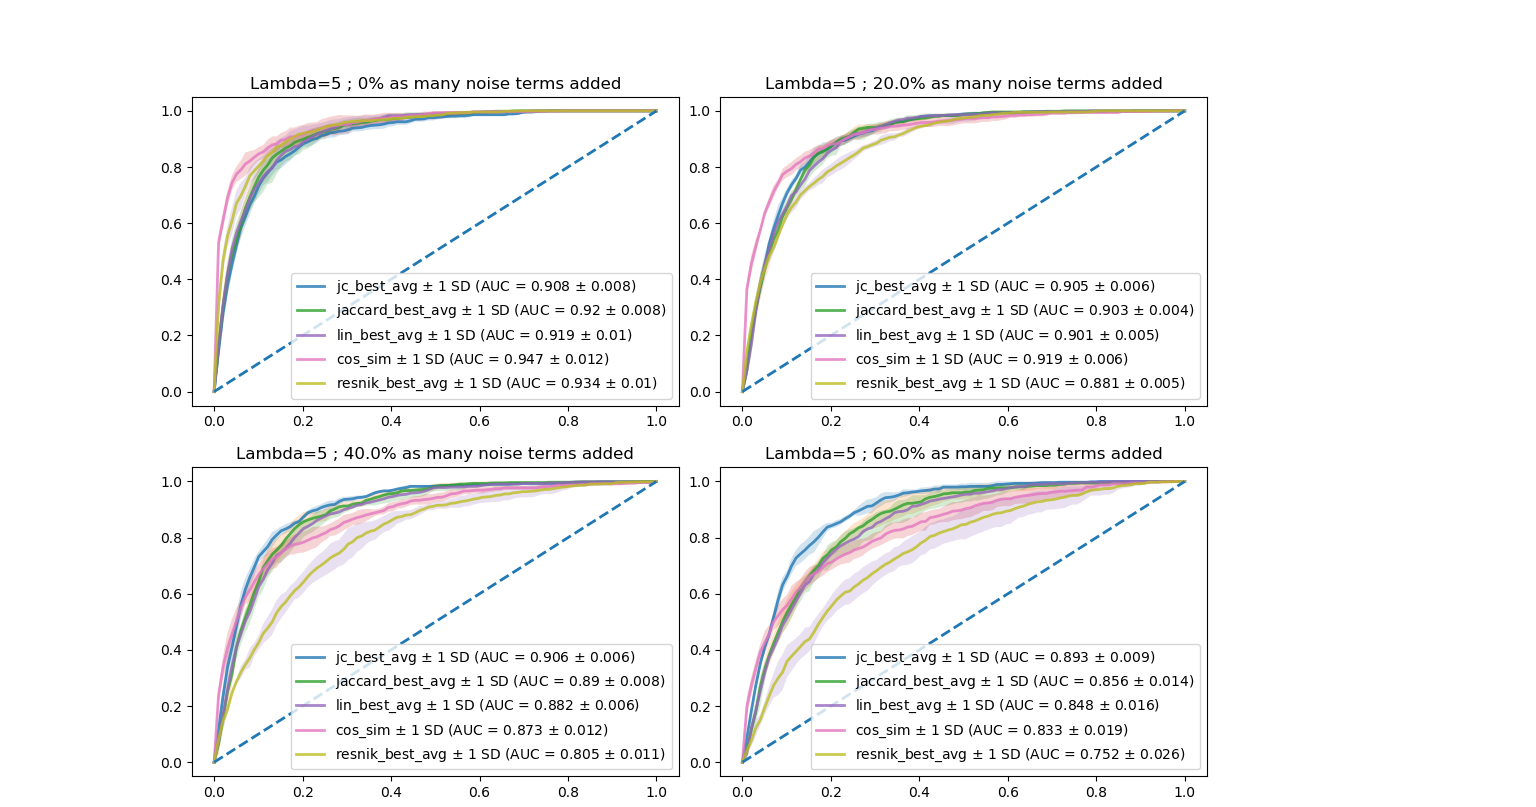 Lambda=5 ; 0% as many noise terms added
1.0
0.8
0.6
0.4
0.2
0.0
jc_best_avg ± 1 SD (AUC = 0.908 ± 0.008)
jaccard_best_avg ± 1 SD (AUC = 0.92 ± 0.008)
lin_best_avg ± 1 SD (AUC = 0.919 ± 0.01)
cos_sim ± 1 SD (AUC = 0.947 ± 0.012)
resnik_best_avg ± 1 SD (AUC = 0.934 ± 0.01)
0.0 0.2 0.4 0.6 0.8 1.0
Lambda=5 ; 20.0% as many noise terms added
1.0
0.8
0.6
0.4
0.2
0.0
jc_best_avg ± 1 SD (AUC = 0.905 ± 0.006)
jaccard_best_avg ± 1 SD (AUC = 0.903 ± 0.004)
lin_best_avg ± 1 SD (AUC = 0.901 ± 0.005)
cos_sim ± 1 SD (AUC = 0.919 ± 0.006)
resnik_best_avg ± 1 SD (AUC = 0.881 ± 0.005)
0.0 0.2 0.4 0.6 0.8 1.0
Lambda=5 ; 40.0% as many noise terms added
1.0
0.8
0.6
0.4
0.2
0.0
jc_best_avg ± 1 SD (AUC = 0.906 ± 0.006)
jaccard_best_avg ± 1 SD (AUC = 0.89 ± 0.008)
lin_best_avg ± 1 SD (AUC = 0.882 ± 0.006)
cos_sim ± 1 SD (AUC = 0.873 ± 0.012)
resnik_best_avg ± 1 SD (AUC = 0.805 ± 0.011)
0.0 0.2 0.4 0.6 0.8 1.0
Lambda=5 ; 60.0% as many noise terms added
1.0
0.8
0.6
0.4
0.2
0.0
jc_best_avg ± 1 SD (AUC = 0.893 ± 0.009)
jaccard_best_avg ± 1 SD (AUC = 0.856 ± 0.014)
lin_best_avg ± 1 SD (AUC = 0.848 ± 0.016)
cos_sim ± 1 SD (AUC = 0.833 ± 0.019)
resnik_best_avg ± 1 SD (AUC = 0.752 ± 0.026)
0.0 0.2 0.4 0.6 0.8 1.0